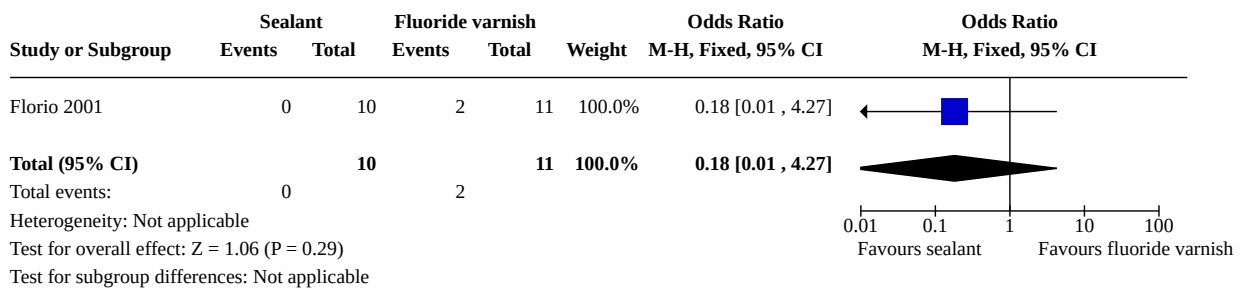 Sealant Fluoride varnish Odds Ratio Odds Ratio
Study or Subgroup Events Total Events Total Weight M-H, Fixed, 95% CI M-H, Fixed, 95% CI
Florio 2001 0 10 2 11 100.0% 0.18 [0.01 , 4.27]
Total (95% CI) 10 11 100.0% 0.18 [0.01 , 4.27]
Total events: 0 2
Heterogeneity: Not applicable
0.01 0.1 1 10 100
Test for overall effect: Z = 1.06 (P = 0.29)
Favours sealant Favours fluoride varnish
Test for subgroup differences: Not applicable